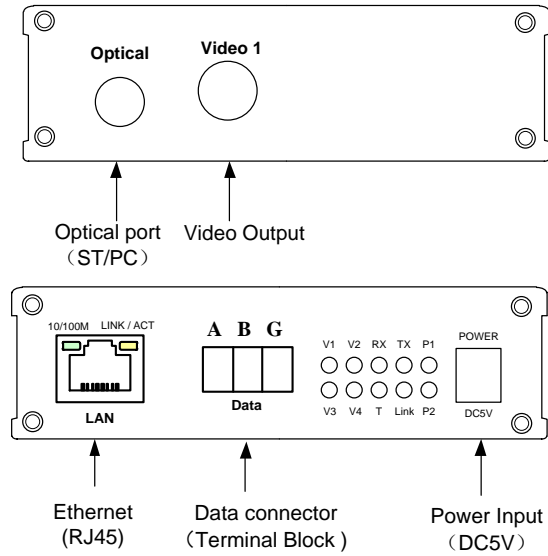 Optical
Video 1
Optical port
（ST/PC）
Video Output
10/100M LINK / ACT
LAN
A B G
Data
V1 V2 RX TX P1
V3 V4 T Link P2
POWER
DC5V
Ethernet
(RJ45)
Data connector
（Terminal Block )
Power Input
（DC5V）